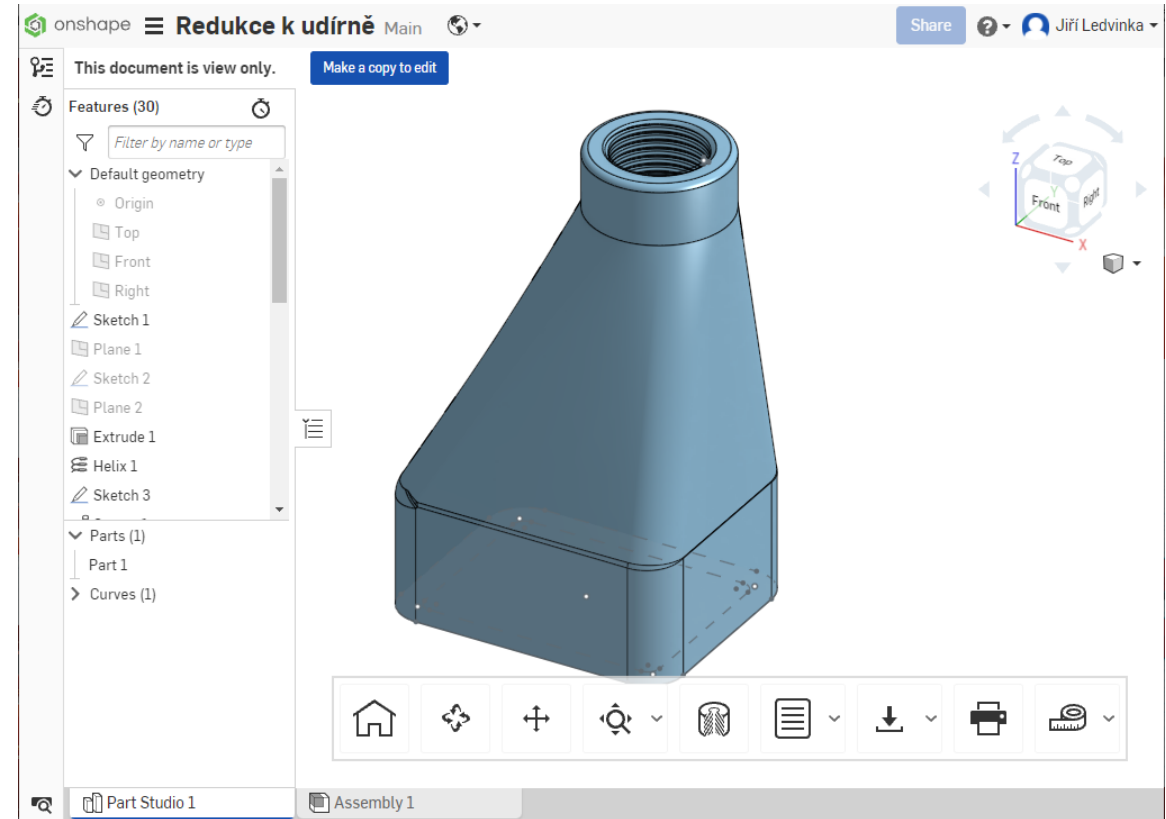 onshape Redukce k udírně Main Share Jiří Ledvinka
This document is view only. Make a copy to edit
Features (30)
Filter by name or type
Default geometry
Origin
Top
Front
Right
Sketch 1
Plane 1
Sketch 2
Plane 2
Extrude 1
Helix 1
Sketch 3
Parts (1)
Part 1
Curves (1)
Z
Top
Y
Front
Right
X
Part Studio 1
Assembly 1